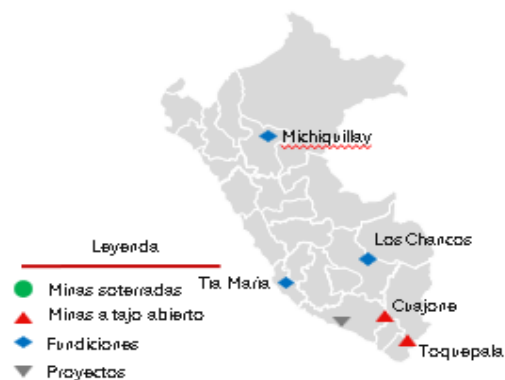 Michiquillay
Los Chancos
Leyenda
Tia Maria
Minas soterradas
Cuajone
Minas a tajo abierto
Fundiciones
Toquepala
Proyectos